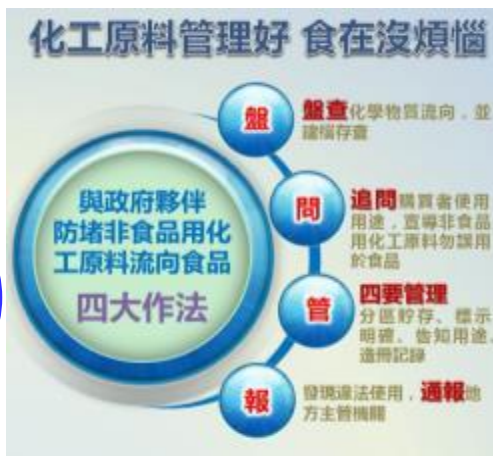 化工原料管理好 食在沒煩惱
與政府夥伴
防堵非食品用化
工原料流向食品
四大作法
盤
盤查化學物質流向，並
建檔存查
問
追問購買者使用
用途，宣導非食品
用化工原料勿誤用
於食品
管
四要管理
分區貯存、標示
明確、告知用途、
造冊記錄
報
發現違法使用，通報地
方主管機關